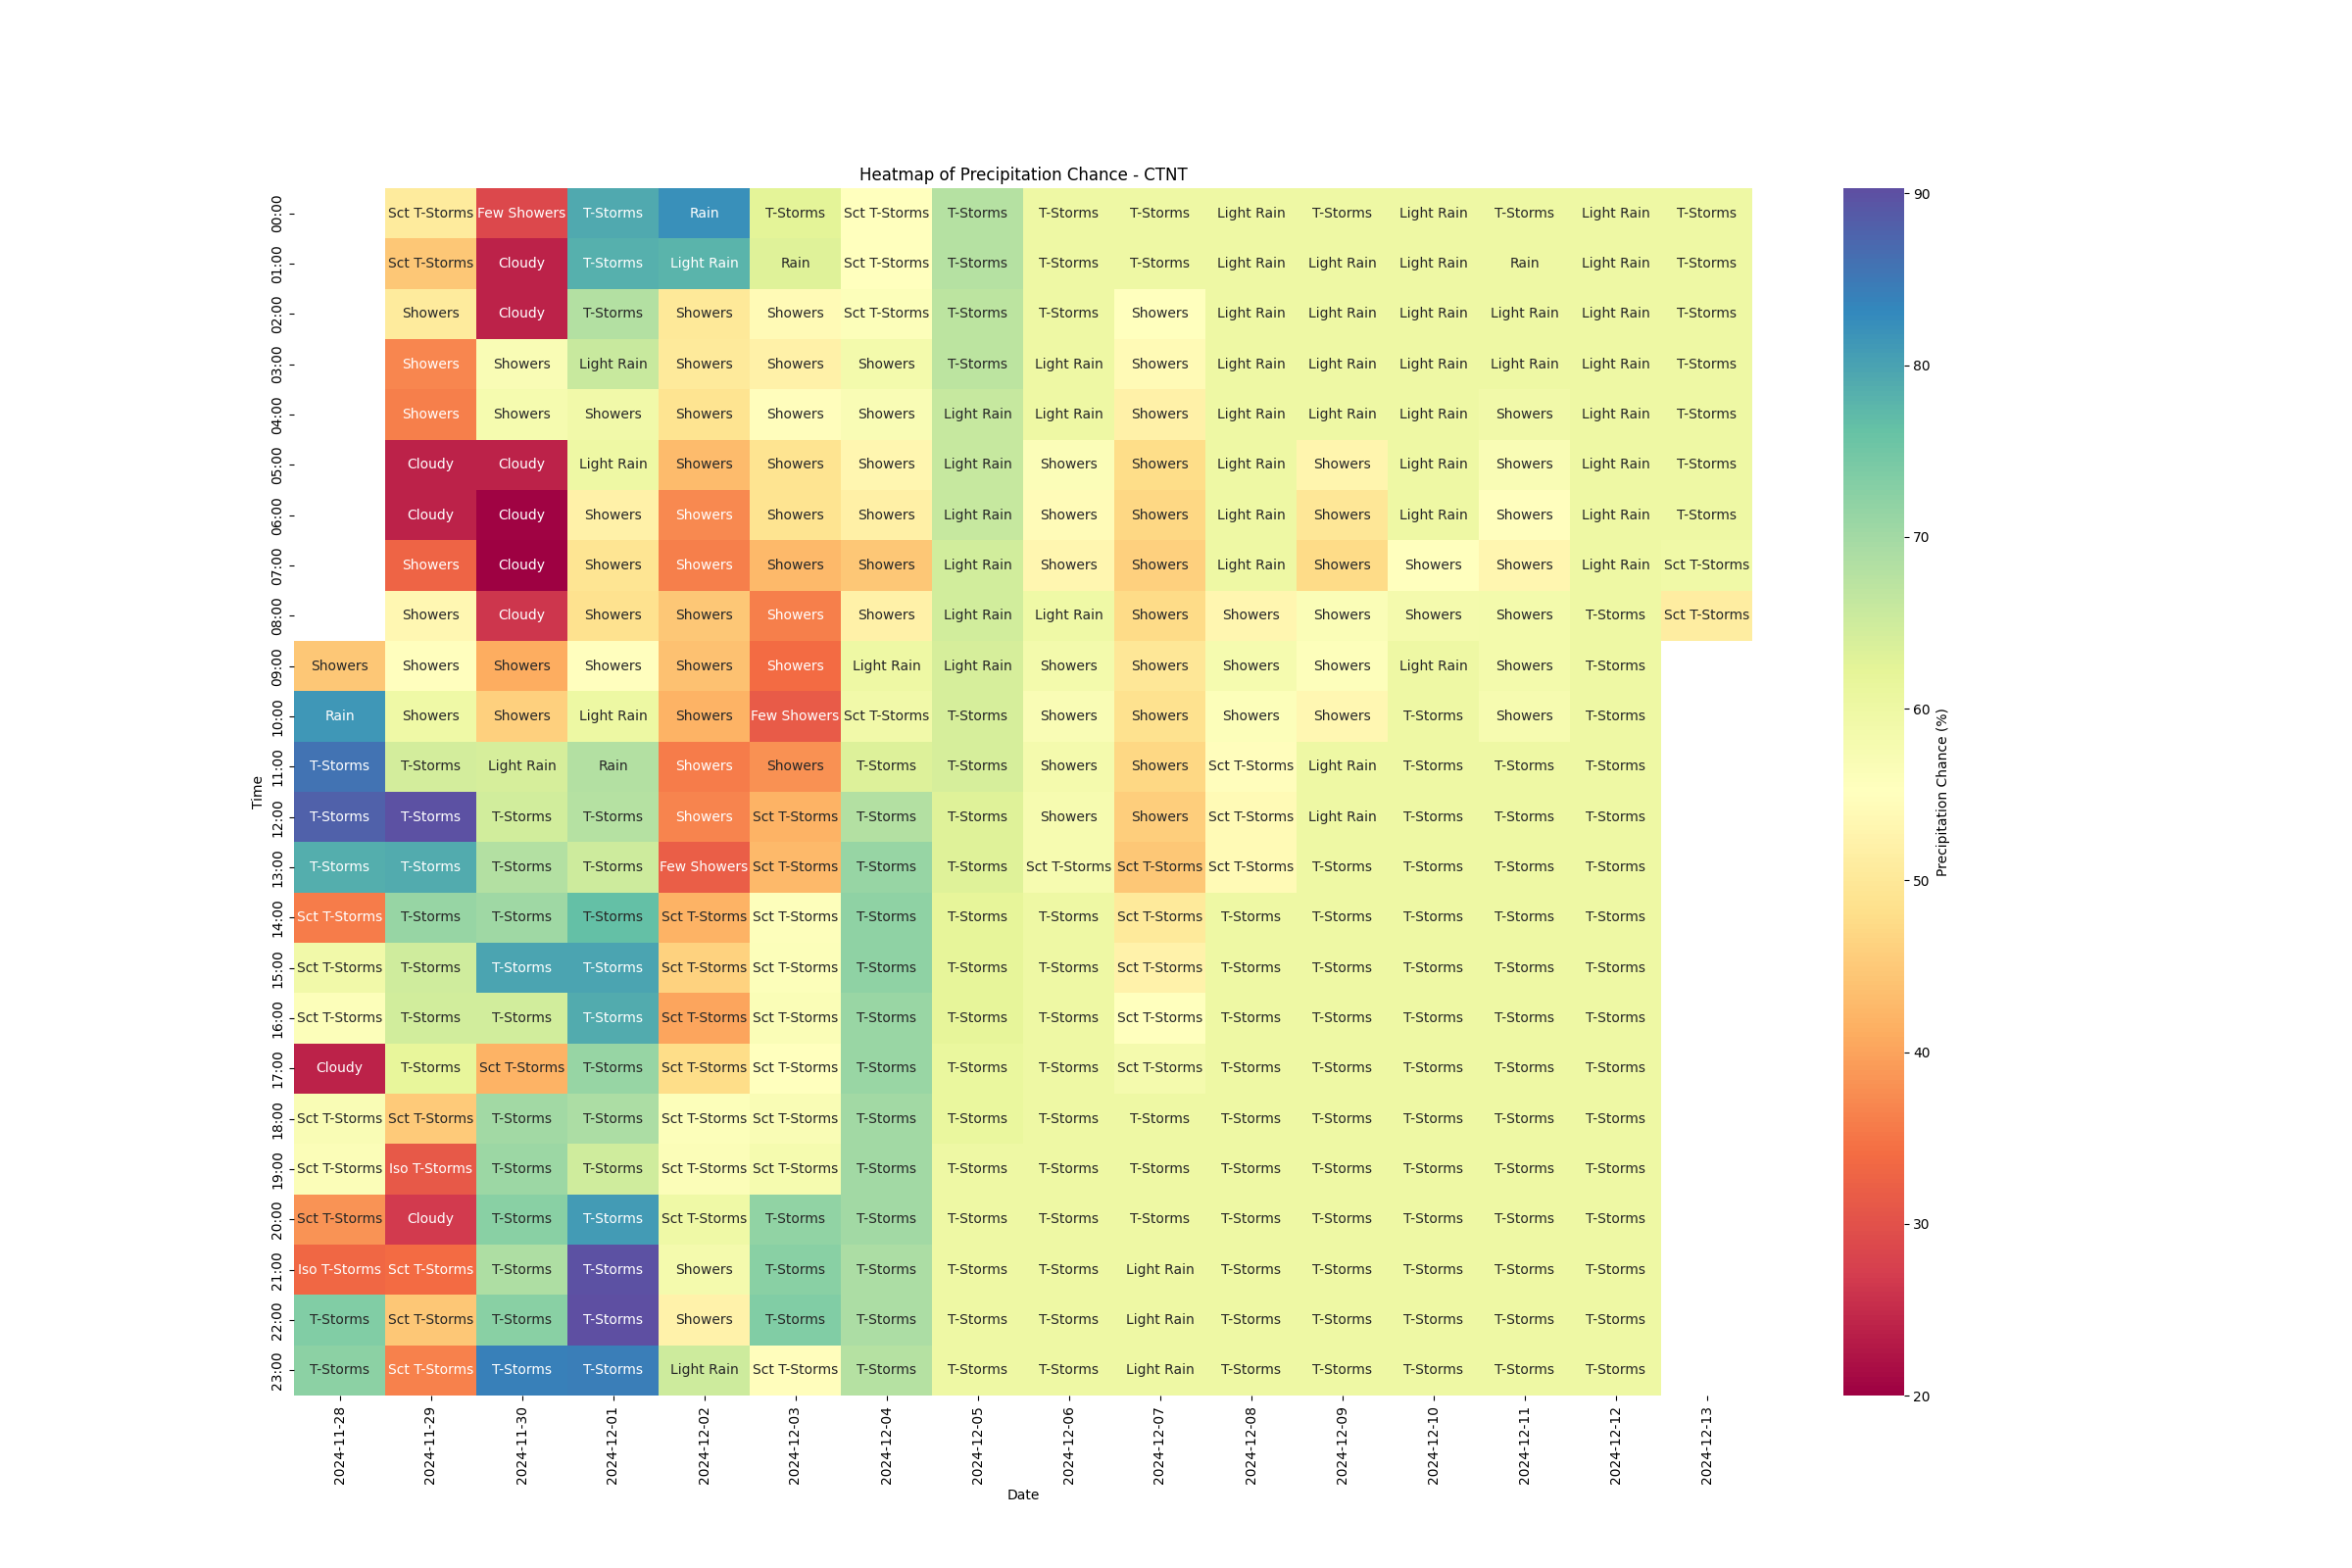 Heatmap of Precipitation Chance - CTNT
00:00 Sct T-Storms Few Showers T-Storms Rain T-Storms Sct T-Storms T-Storms T-Storms T-Storms Light Rain T-Storms Light Rain T-Storms Light Rain T-Storms
01:00 Sct T-Storms Cloudy T-Storms Light Rain Rain Sct T-Storms T-Storms T-Storms T-Storms Light Rain Light Rain Light Rain Rain Light Rain T-Storms
02:00 Showers Cloudy T-Storms Showers Showers Sct T-Storms T-Storms T-Storms Showers Light Rain Light Rain Light Rain Light Rain Light Rain T-Storms
03:00 Showers Showers Light Rain Showers Showers Showers T-Storms Light Rain Showers Light Rain Light Rain Light Rain Light Rain Light Rain T-Storms
04:00 Showers Showers Showers Showers Showers Showers Light Rain Light Rain Showers Light Rain Light Rain Light Rain Showers Light Rain T-Storms
05:00 Cloudy Cloudy Light Rain Showers Showers Showers Light Rain Showers Showers Light Rain Showers Light Rain Showers Light Rain T-Storms
06:00 Cloudy Cloudy Showers Showers Showers Showers Light Rain Showers Showers Light Rain Showers Light Rain Showers Light Rain T-Storms
07:00 Showers Cloudy Showers Showers Showers Showers Light Rain Showers Showers Light Rain Showers Showers Showers Light Rain Sct T-Storms
08:00 Showers Cloudy Showers Showers Showers Showers Light Rain Light Rain Showers Showers Showers Showers Showers T-Storms Sct T-Storms
09:00 Showers Showers Showers Showers Showers Showers Light Rain Light Rain Showers Showers Showers Showers Light Rain Showers T-Storms
10:00 Rain Showers Showers Light Rain Showers Few Showers Sct T-Storms T-Storms Showers Showers Showers Showers T-Storms Showers T-Storms
11:00 T-Storms T-Storms Light Rain Rain Showers Showers T-Storms T-Storms Showers Showers Sct T-Storms Light Rain T-Storms T-Storms T-Storms
12:00 T-Storms T-Storms T-Storms T-Storms Showers Sct T-Storms T-Storms T-Storms Showers Showers Sct T-Storms Light Rain T-Storms T-Storms T-Storms
13:00 T-Storms T-Storms T-Storms T-Storms Few Showers Sct T-Storms T-Storms T-Storms Sct T-Storms Sct T-Storms Sct T-Storms T-Storms T-Storms T-Storms T-Storms
14:00 Sct T-Storms T-Storms T-Storms T-Storms Sct T-Storms Sct T-Storms T-Storms T-Storms T-Storms Sct T-Storms T-Storms T-Storms T-Storms T-Storms T-Storms
15:00 Sct T-Storms T-Storms T-Storms T-Storms Sct T-Storms Sct T-Storms T-Storms T-Storms T-Storms Sct T-Storms T-Storms T-Storms T-Storms T-Storms T-Storms
16:00 Sct T-Storms T-Storms T-Storms T-Storms Sct T-Storms Sct T-Storms T-Storms T-Storms T-Storms Sct T-Storms T-Storms T-Storms T-Storms T-Storms T-Storms
17:00 Cloudy T-Storms Sct T-Storms T-Storms Sct T-Storms Sct T-Storms T-Storms T-Storms T-Storms Sct T-Storms T-Storms T-Storms T-Storms T-Storms T-Storms
18:00 Sct T-Storms Sct T-Storms T-Storms T-Storms Sct T-Storms Sct T-Storms T-Storms T-Storms T-Storms T-Storms T-Storms T-Storms T-Storms T-Storms T-Storms
19:00 Sct T-Storms Iso T-Storms T-Storms T-Storms Sct T-Storms Sct T-Storms T-Storms T-Storms T-Storms T-Storms T-Storms T-Storms T-Storms T-Storms T-Storms
20:00 Sct T-Storms Cloudy T-Storms T-Storms Sct T-Storms T-Storms T-Storms T-Storms T-Storms T-Storms T-Storms T-Storms T-Storms T-Storms T-Storms
21:00 Iso T-Storms Sct T-Storms T-Storms T-Storms Showers T-Storms T-Storms T-Storms T-Storms Light Rain T-Storms T-Storms T-Storms T-Storms T-Storms
22:00 T-Storms Sct T-Storms T-Storms T-Storms Showers T-Storms T-Storms T-Storms T-Storms Light Rain T-Storms T-Storms T-Storms T-Storms T-Storms
23:00 T-Storms Sct T-Storms T-Storms T-Storms Light Rain Sct T-Storms T-Storms T-Storms T-Storms Light Rain T-Storms T-Storms T-Storms T-Storms T-Storms
Time
2024-11-28 2024-11-29 2024-11-30 2024-12-01 2024-12-02 2024-12-03 2024-12-04 2024-12-05 2024-12-06 2024-12-07 2024-12-08 2024-12-09 2024-12-10 2024-12-11 2024-12-12 2024-12-13
Date
90
80
70
60
50
40
30
20
Precipitation Chance (%)